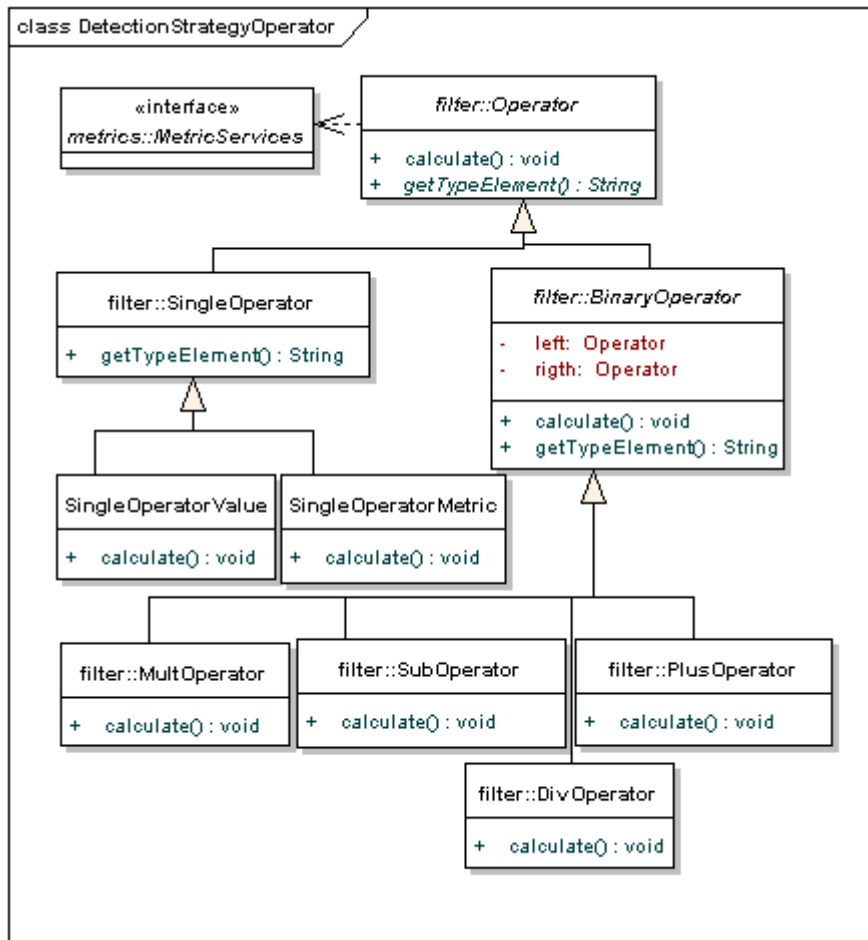 class DetectionStrategyOperator
«interface»
metrics::MetricServices
filter::Operator
+ calculate() : void
+ getTypeElement() : String
filter::SingleOperator
+ getTypeElement() : String
filter::BinaryOperator
- left: Operator
- rigth: Operator
+ calculate() : void
+ getTypeElement() : String
SingleOperatorValue
+ calculate() : void
SingleOperatorMetric
+ calculate() : void
filter::MultOperator
+ calculate() : void
filter::SubOperator
+ calculate() : void
filter::PlusOperator
+ calculate() : void
filter::DivOperator
+ calculate() : void